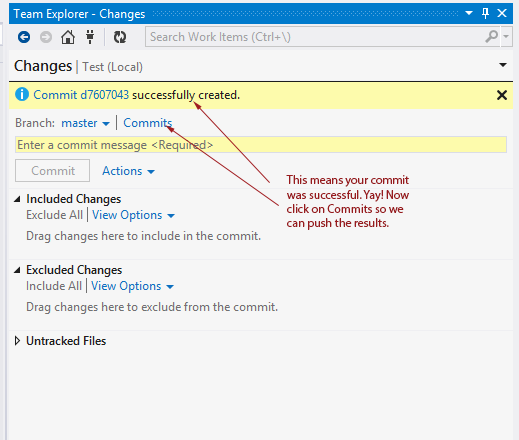 Team Explorer - Changes
Search Work Items (Ctrl+\)
Changes | Test (Local)
Commit d7607043 successfully created.
Branch: master | Commits
Enter a commit message <Required>
Commit Actions
This means your commit
was successful. Yay! Now
click on Commits so we
can push the results.
Included Changes
Exclude All | View Options
Drag changes here to include in the commit.
Excluded Changes
Include All | View Options
Drag changes here to exclude from the commit.
Untracked Files